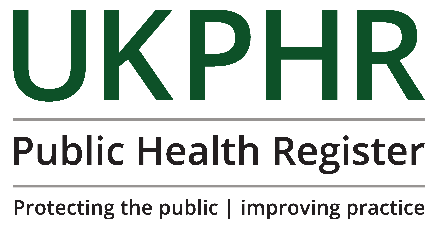 UKPHR
Public Health Register
Protecting the public | improving practice